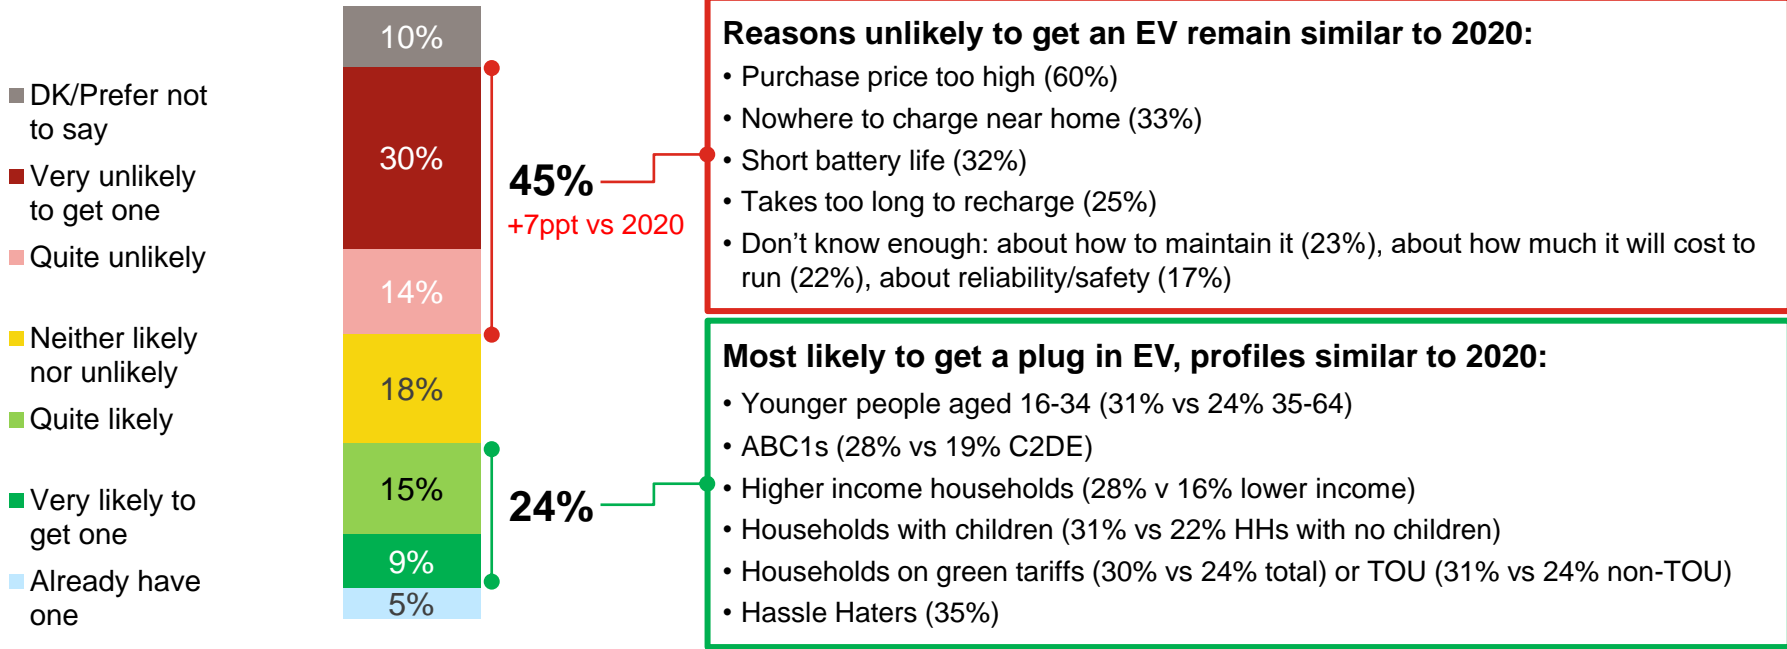 DK/Prefer not
to say
Very unlikely
to get one
Quite unlikely
Neither likely
nor unlikely
Quite likely
Very likely to
get one
Already have
one
10%
30%
14%
18%
15%
9%
5%
45%
+7ppt vs 2020
24%
Reasons unlikely to get an EV remain similar to 2020:
• Purchase price too high (60%)
• Nowhere to charge near home (33%)
• Short battery life (32%)
• Takes too long to recharge (25%)
• Don’t know enough: about how to maintain it (23%), about how much it will cost to
run (22%), about reliability/safety (17%)
Most likely to get a plug in EV, profiles similar to 2020:
• Younger people aged 16-34 (31% vs 24% 35-64)
• ABC1s (28% vs 19% C2DE)
• Higher income households (28% v 16% lower income)
• Households with children (31% vs 22% HHs with no children)
• Households on green tariffs (30% vs 24% total) or TOU (31% vs 24% non-TOU)
• Hassle Haters (35%)